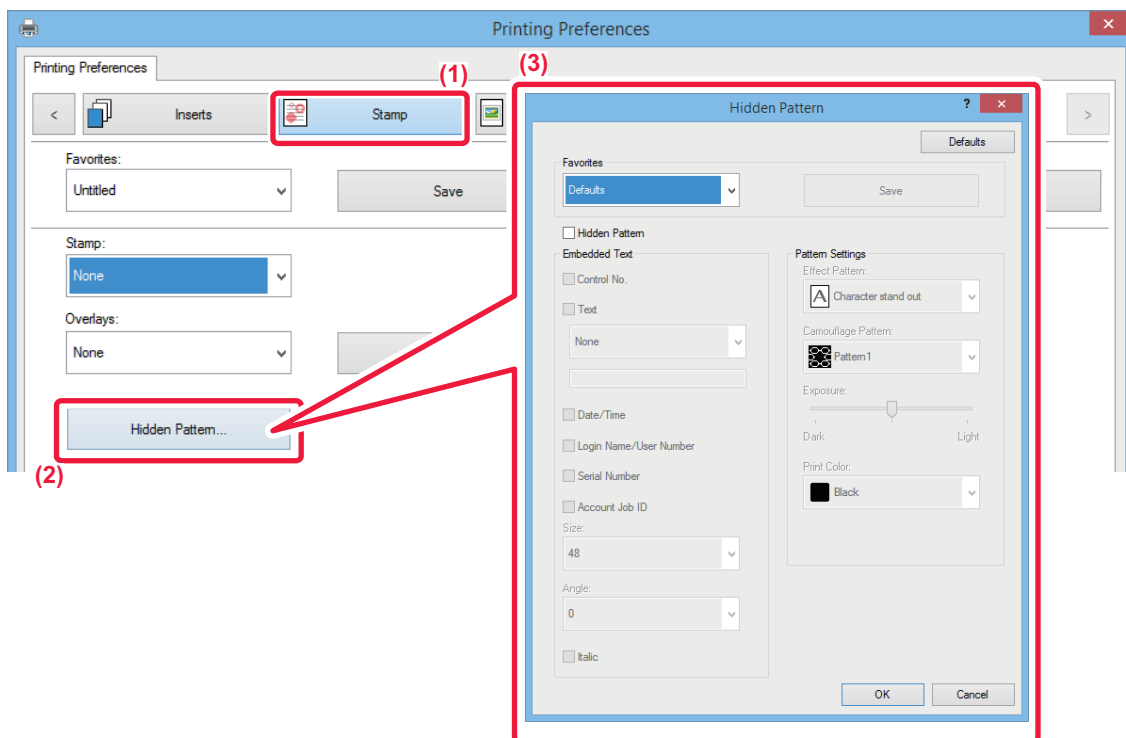 Printing Preferences
Printing Preferences
(1)
(3)
<
Inserts
Stamp
>
Favorites:
Untitled
Save
Stamp:
None
Overlays:
None
Hidden Pattern...
(2)
Hidden Pattern
?
Defaults
Favorites
Defaults
Save
Hidden Pattern
Embedded Text
Control No.
Text
None
Date/Time
Login Name/User Number
Serial Number
Account Job ID
Size:
48
Angle:
0
Italic
Pattern Settings
Effect Pattern:
A Character stand out
Camouflage Pattern:
Pattern1
Exposure:
Dark Light
Print Color:
Black
OK Cancel